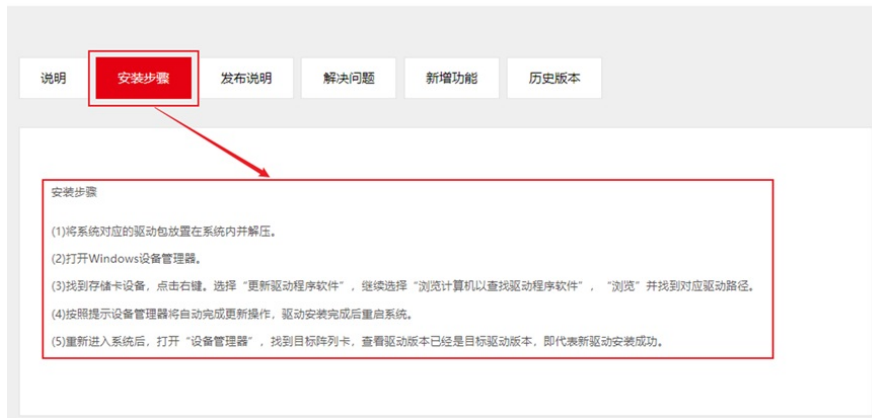 说明 安装步骤 发布说明 解决问题 新增功能 历史版本
安装步骤
(1)将系统对应的驱动包放置在系统内并解压。
(2)打开Windows设备管理器。
(3)找到存储卡设备，点击右键。选择“更新驱动程序软件”，继续选择“浏览计算机以查找驱动程序软件”，“浏览”并找到对应驱动路径。
(4)按照提示设备管理器将自动完成更新操作，驱动安装完成后重启系统。
(5)重新进入系统后，打开“设备管理器”，找到目标阵列卡，查看驱动版本已经是目标驱动版本，即代表新驱动安装成功。